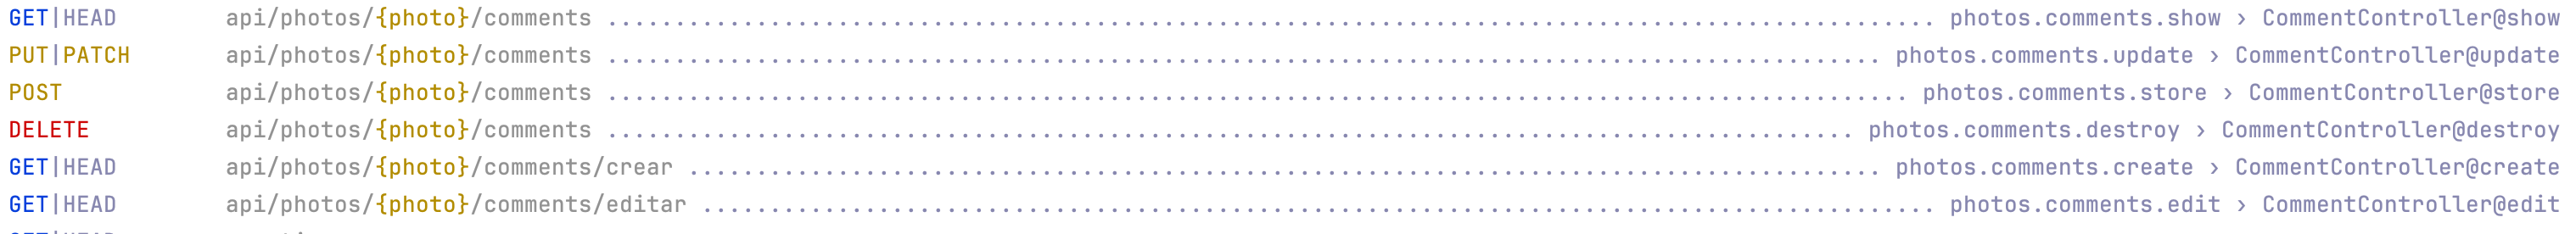 GET|HEAD api/photos/{photo}/comments ................................................................................................. photos.comments.show › CommentController@show
PUT|PATCH api/photos/{photo}/comments ............................................................................................. photos.comments.update › CommentController@update
POST api/photos/{photo}/comments ............................................................................................... photos.comments.store › CommentController@store
DELETE api/photos/{photo}/comments ........................................................................................... photos.comments.destroy › CommentController@destroy
GET|HEAD api/photos/{photo}/comments/crear ....................................................................................... photos.comments.create › CommentController@create
GET|HEAD api/photos/{photo}/comments/editar .......................................................................................... photos.comments.edit › CommentController@edit